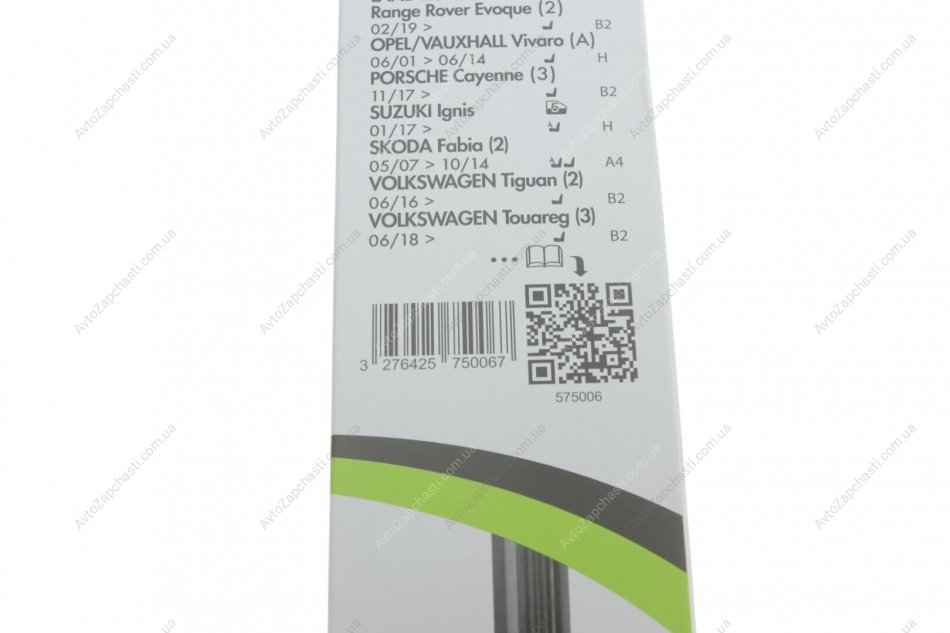 Range Rover Evoque (2)
02/19 > B2
OPEL/VAUXHALL Vivaro (A)
06/01 > 06/14 H
PORSCHE Cayenne (3)
11/17 > B2
SUZUKI Ignis 5
01/17 > H
SKODA Fabia (2)
05/07 > 10/14 A4
VOLKSWAGEN Tiguan (2)
06/16 > B2
VOLKSWAGEN Touareg (3)
06/18 > B2
...
3 276425 750067
575006
AvtoZapchasti.com.ua